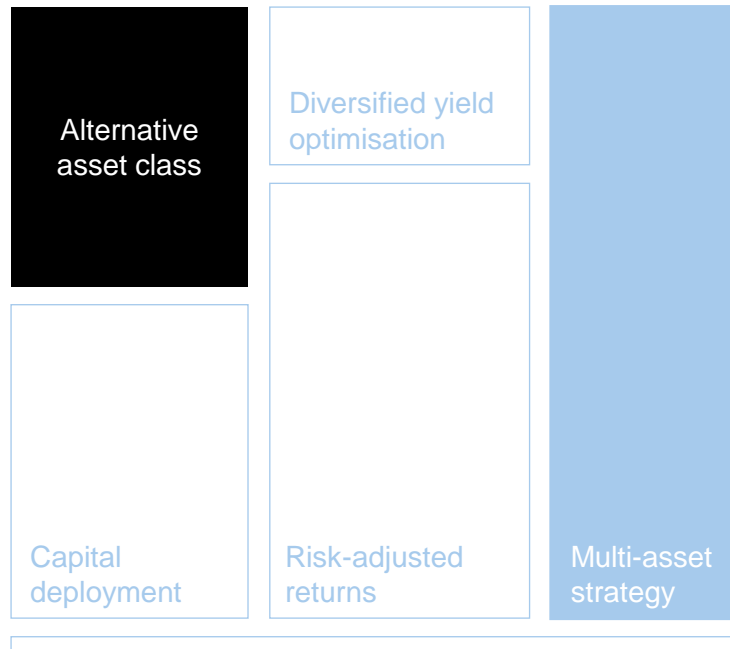 Alternative
asset class
Diversified yield
optimisation
Capital
deployment
Risk-adjusted
returns
Multi-asset
strategy